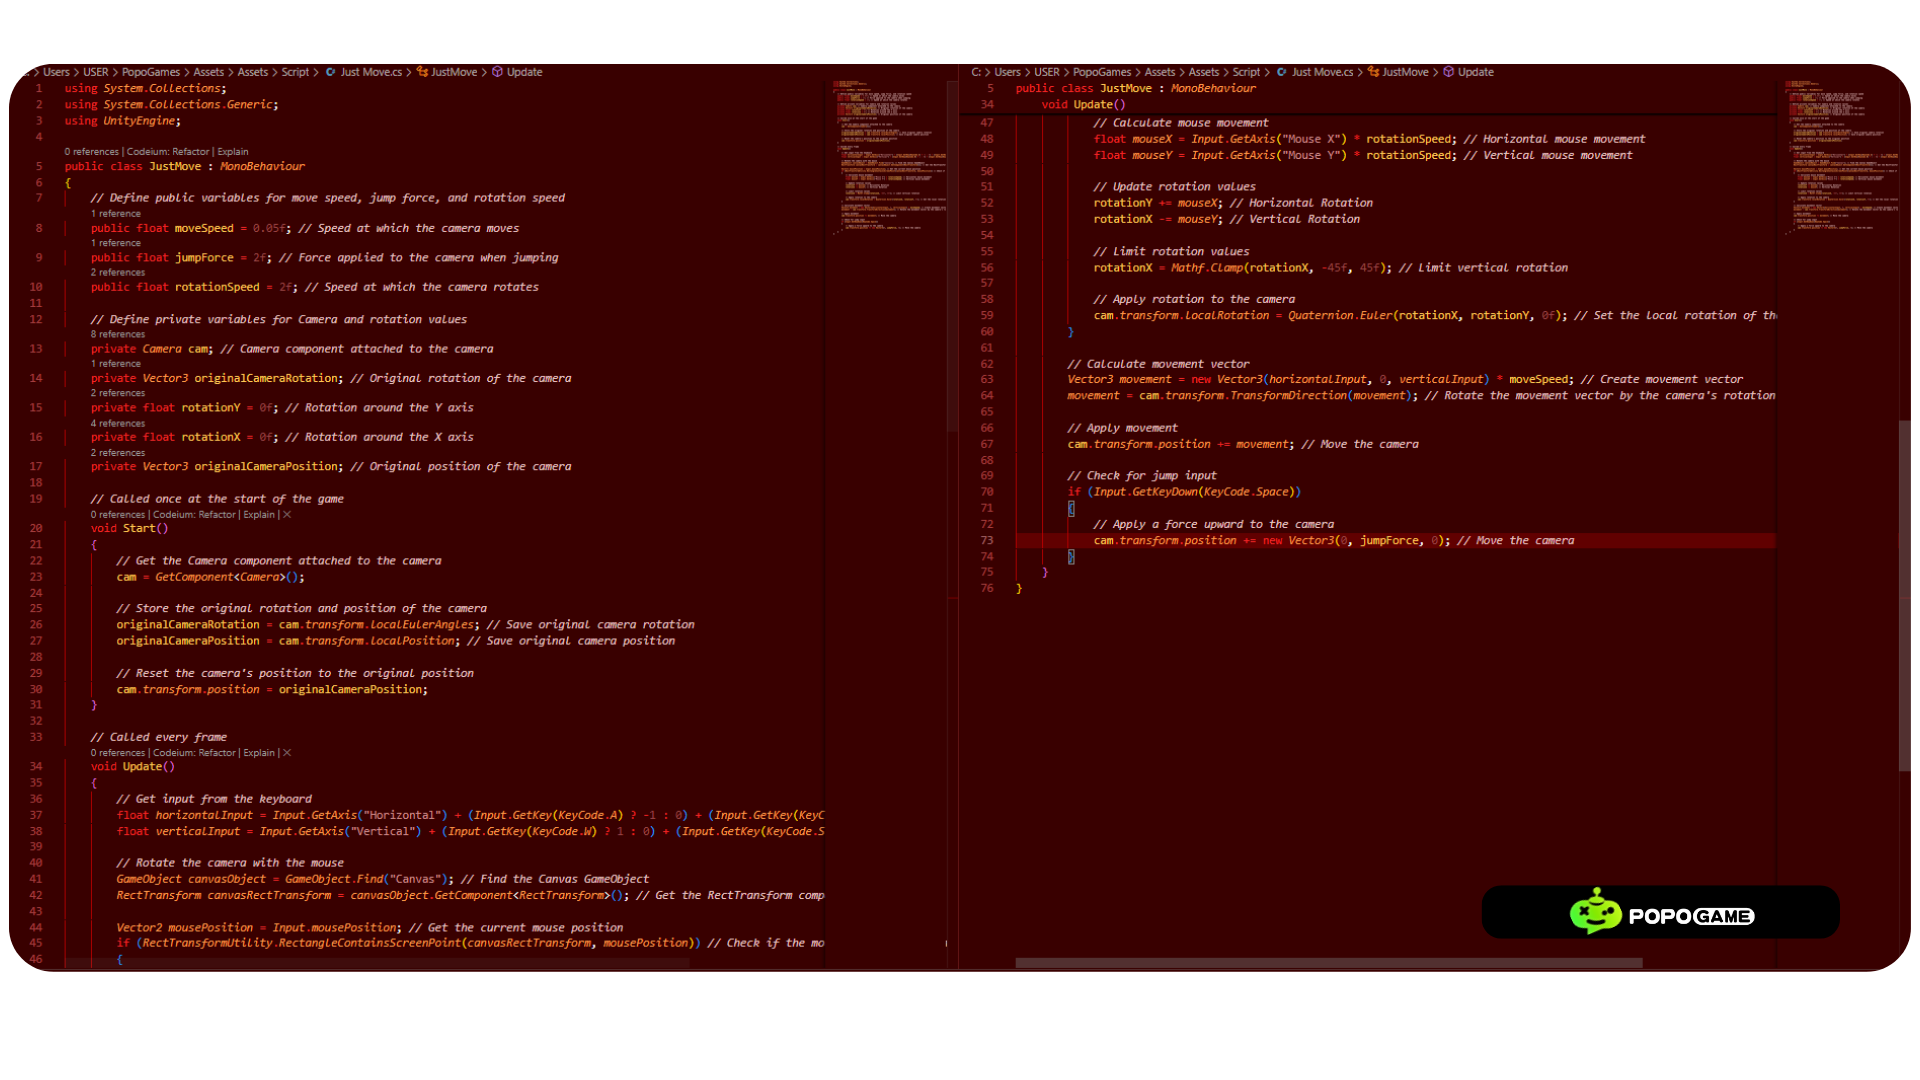 > Users > USER > PopoGames > Assets > Assets > Script > Just Move.cs > JustMove > Update
1 using System.Collections;
2 using System.Collections.Generic;
3 using UnityEngine;
4
0 references | Codeium: Refactor | Explain
5 public class JustMove : MonoBehaviour
6 {
7 // Define public variables for move speed, jump force, and rotation speed
1 reference
8 public float moveSpeed = 0.05f; // Speed at which the camera moves
1 reference
9 public float jumpForce = 2f; // Force applied to the camera when jumping
2 references
10 public float rotationSpeed = 2f; // Speed at which the camera rotates
11
12 // Define private variables for Camera and rotation values
8 references
13 private Camera cam; // Camera component attached to the camera
1 reference
14 private Vector3 originalCameraRotation; // Original rotation of the camera
2 references
15 private float rotationY = 0f; // Rotation around the Y axis
4 references
16 private float rotationX = 0f; // Rotation around the X axis
2 references
17 private Vector3 originalCameraPosition; // Original position of the camera
18
19 // Called once at the start of the game
0 references | Codeium: Refactor | Explain | ×
20 void Start()
21 {
22 // Get the Camera component attached to the camera
23 cam = GetComponent<Camera>();
24
25 // Store the original rotation and position of the camera
26 originalCameraRotation = cam.transform.localEulerAngles; // Save original camera rotation
27 originalCameraPosition = cam.transform.localPosition; // Save original camera position
28
29 // Reset the camera's position to the original position
30 cam.transform.position = originalCameraPosition;
31 }
32
33 // Called every frame
0 references | Codeium: Refactor | Explain | ×
34 void Update()
35 {
36 // Get input from the keyboard
37 float horizontalInput = Input.GetAxis("Horizontal") + (Input.GetKey(KeyCode.A) ? -1 : 0) + (Input.GetKey(KeyC
38 float verticalInput = Input.GetAxis("Vertical") + (Input.GetKey(KeyCode.W) ? 1 : 0) + (Input.GetKey(KeyCode.S
39
40 // Rotate the camera with the mouse
41 GameObject canvasObject = GameObject.Find("Canvas"); // Find the Canvas GameObject
42 RectTransform canvasRectTransform = canvasObject.GetComponent<RectTransform>(); // Get the RectTransform comp
43
44 Vector2 mousePosition = Input.mousePosition; // Get the current mouse position
45 if (RectTransformUtility.RectangleContainsScreenPoint(canvasRectTransform, mousePosition)) // Check if the mo
46 {
C: > Users > USER > PopoGames > Assets > Assets > Script > Just Move.cs > JustMove > Update
5 public class JustMove : MonoBehaviour
34 void Update()
47 // Calculate mouse movement
48 float mouseX = Input.GetAxis("Mouse X") * rotationSpeed; // Horizontal mouse movement
49 float mouseY = Input.GetAxis("Mouse Y") * rotationSpeed; // Vertical mouse movement
50
51 // Update rotation values
52 rotationY += mouseX; // Horizontal Rotation
53 rotationX -= mouseY; // Vertical Rotation
54
55 // Limit rotation values
56 rotationX = Mathf.Clamp(rotationX, -45f, 45f); // Limit vertical rotation
57
58 // Apply rotation to the camera
59 cam.transform.localRotation = Quaternion.Euler(rotationX, rotationY, 0f); // Set the local rotation of th
60 }
61
62 // Calculate movement vector
63 Vector3 movement = new Vector3(horizontalInput, 0, verticalInput) * moveSpeed; // Create movement vector
64 movement = cam.transform.TransformDirection(movement); // Rotate the movement vector by the camera's rotation
65
66 // Apply movement
67 cam.transform.position += movement; // Move the camera
68
69 // Check for jump input
70 if (Input.GetKeyDown(KeyCode.Space))
71 {
72 // Apply a force upward to the camera
73 cam.transform.position += new Vector3(0, jumpForce, 0); // Move the camera
74 }
75 }
76 }
POPOGAME